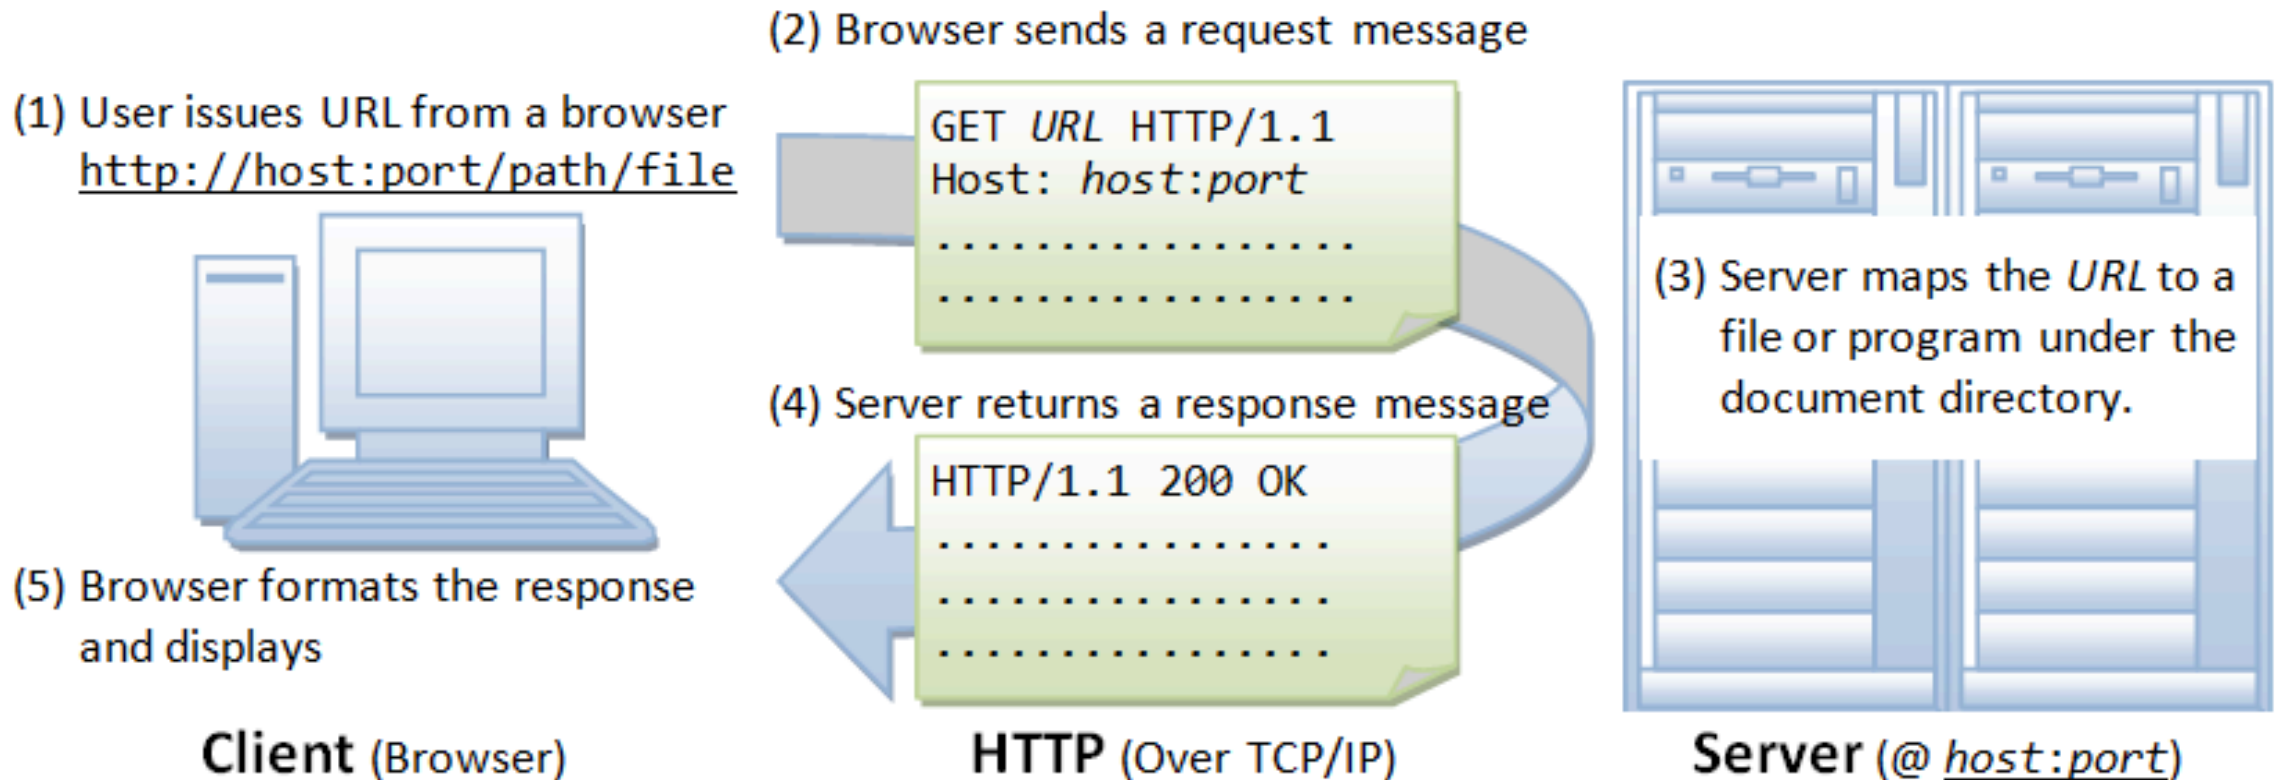 (1) User issues URL from a browser
http://host:port/path/file
(2) Browser sends a request message
GET URL HTTP/1.1
Host: host:port
..................
..................
(3) Server maps the URL to a
file or program under the
document directory.
(4) Server returns a response message
HTTP/1.1 200 OK
................
................
................
(5) Browser formats the response
and displays
Client (Browser)
HTTP (Over TCP/IP)
Server (@ host:port)